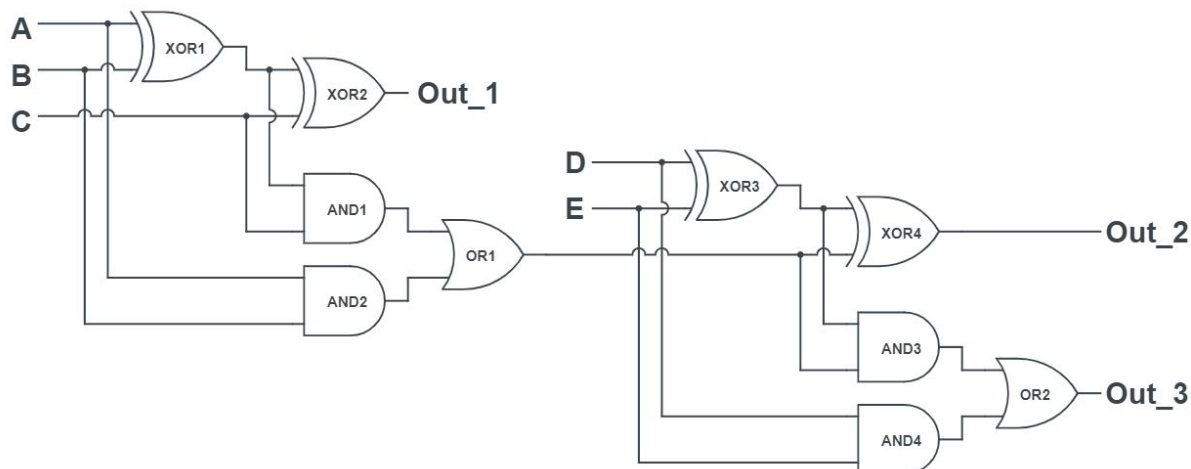 A
XOR1
B
XOR2
Out_1
C
D
XOR3
AND1
E
XOR4
Out_2
OR1
AND2
AND3
OR2
Out_3
AND4